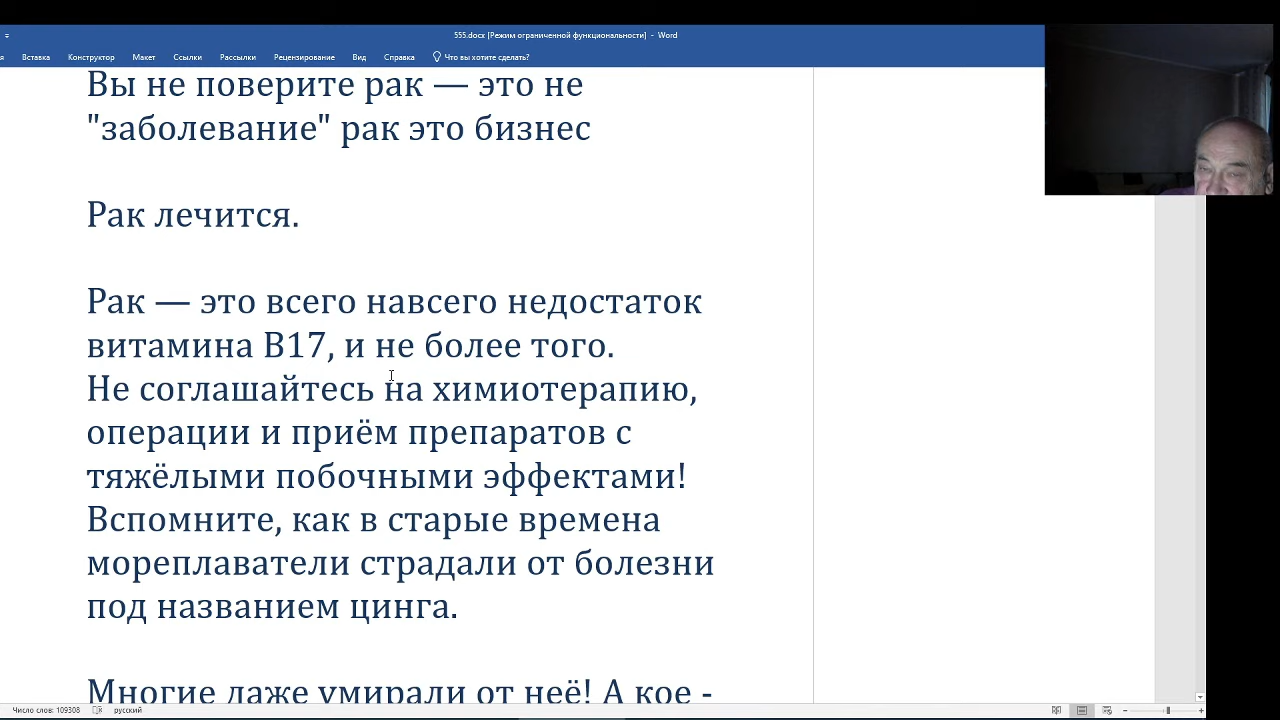 555.docx [Режим ограниченной функциональности] - Word
я Вставка Конструктор Макет Ссылки Рассылки Рецензирование Вид Справка Что вы хотите сделать?
Вы не поверите рак — это не
"заболевание" рак это бизнес
Рак лечится.
Рак — это всего навсего недостаток
витамина В17, и не более того.
Не соглашайтесь на химиотерапию,
операции и приём препаратов с
тяжёлыми побочными эффектами!
Вспомните, как в старые времена
мореплаватели страдали от болезни
под названием цинга.
Многие даже умирали от неё! А кое -
Число слов: 109308 русский